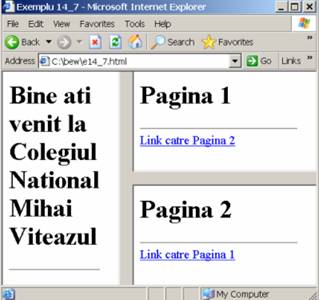 Exemplu 14_7 - Microsoft Internet Explorer
File Edit View Favorites Tools Help
Back Search Favorites
Address C:\bew\e14_7.html Go Links
Bine ati
venit la
Colegiul
National
Mihai
Viteazul
Pagina 1
Link catre Pagina 2
Pagina 2
Link catre Pagina 1
My Computer